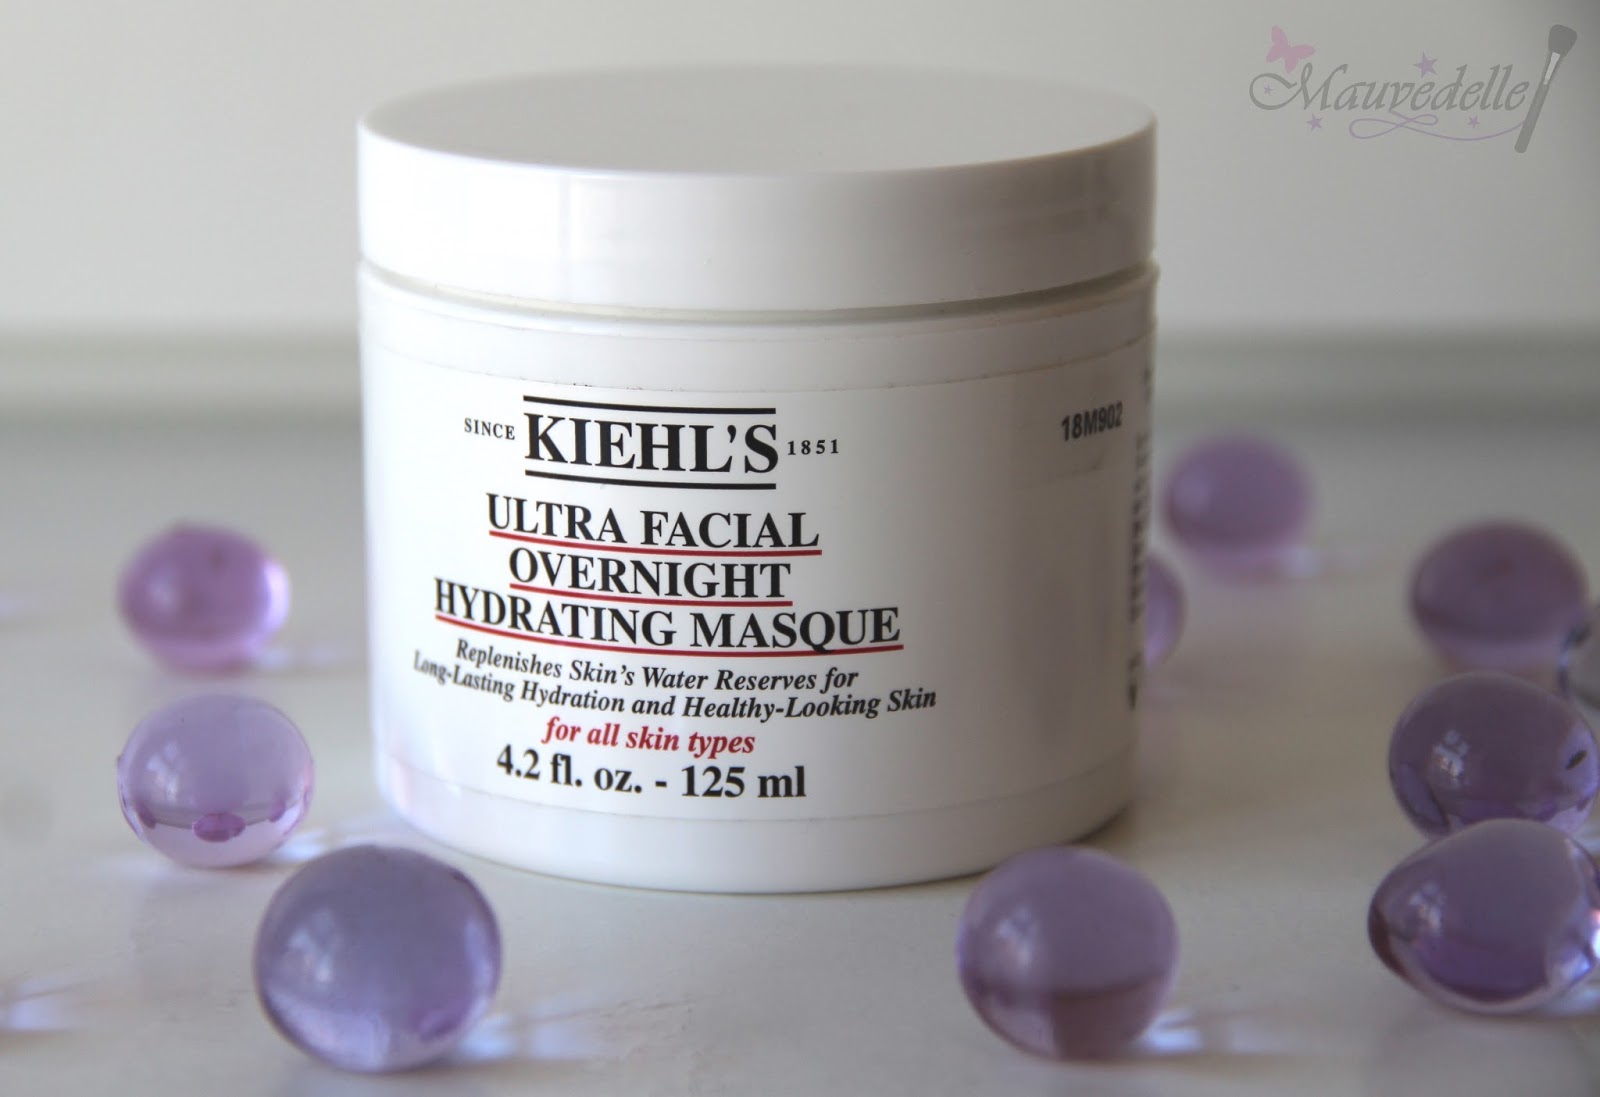 Mauvedelle
SINCE KIEHL'S 1851
18M902
ULTRA FACIAL
OVERNIGHT
HYDRATING MASQUE
Replenishes Skin's Water Reserves for
Long-Lasting Hydration and Healthy-Looking Skin
for all skin types
4.2 fl. oz. - 125 ml